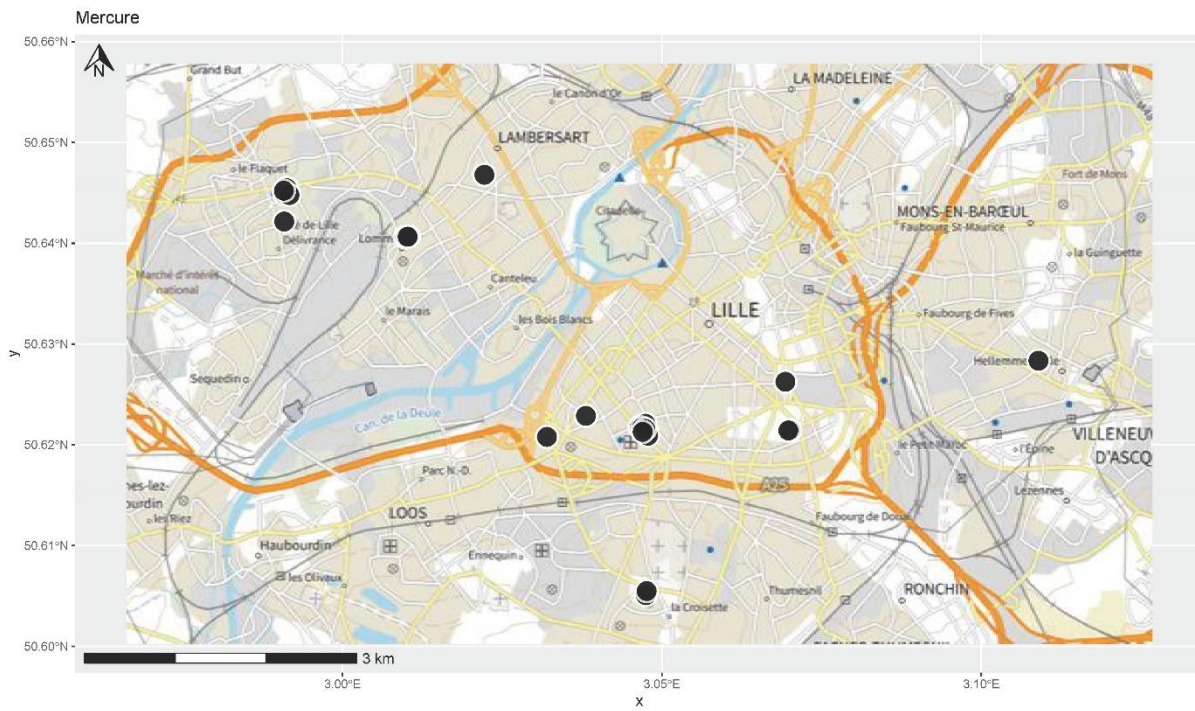 Mercure
50.66°N
N
Grand But
le Canon d'Or
LA MADELEINE
50.65°N
LAMBERSART
le Flaquet
Fort de Mons
Citadelle
MONS-EN-BARŒUL
Faubourg St-Maurice
é de Lille
Délivrance
50.64°N
Lomm
la Guinguette
Marché d'intérêt
national
Canteleu
le Marais
les Bois Blancs
LILLE
Faubourg de Fives
50.63°N
Hellemme
Sequedin
Can. de la Deûle
50.62°N
VILLENEUV
D'ASCQ
le Petit Maroc
l'Épine
Parc N.-D.
A25
Lezennes
nes-lez-
ourdin
les Riez
LOOS
Faubourg de Douai
50.61°N
Haubourdin
Ennequin
les Olivaux
Thumesnil
RONCHIN
la Croisette
50.60°N
3 km
3.00°E
3.05°E
3.10°E
x
y